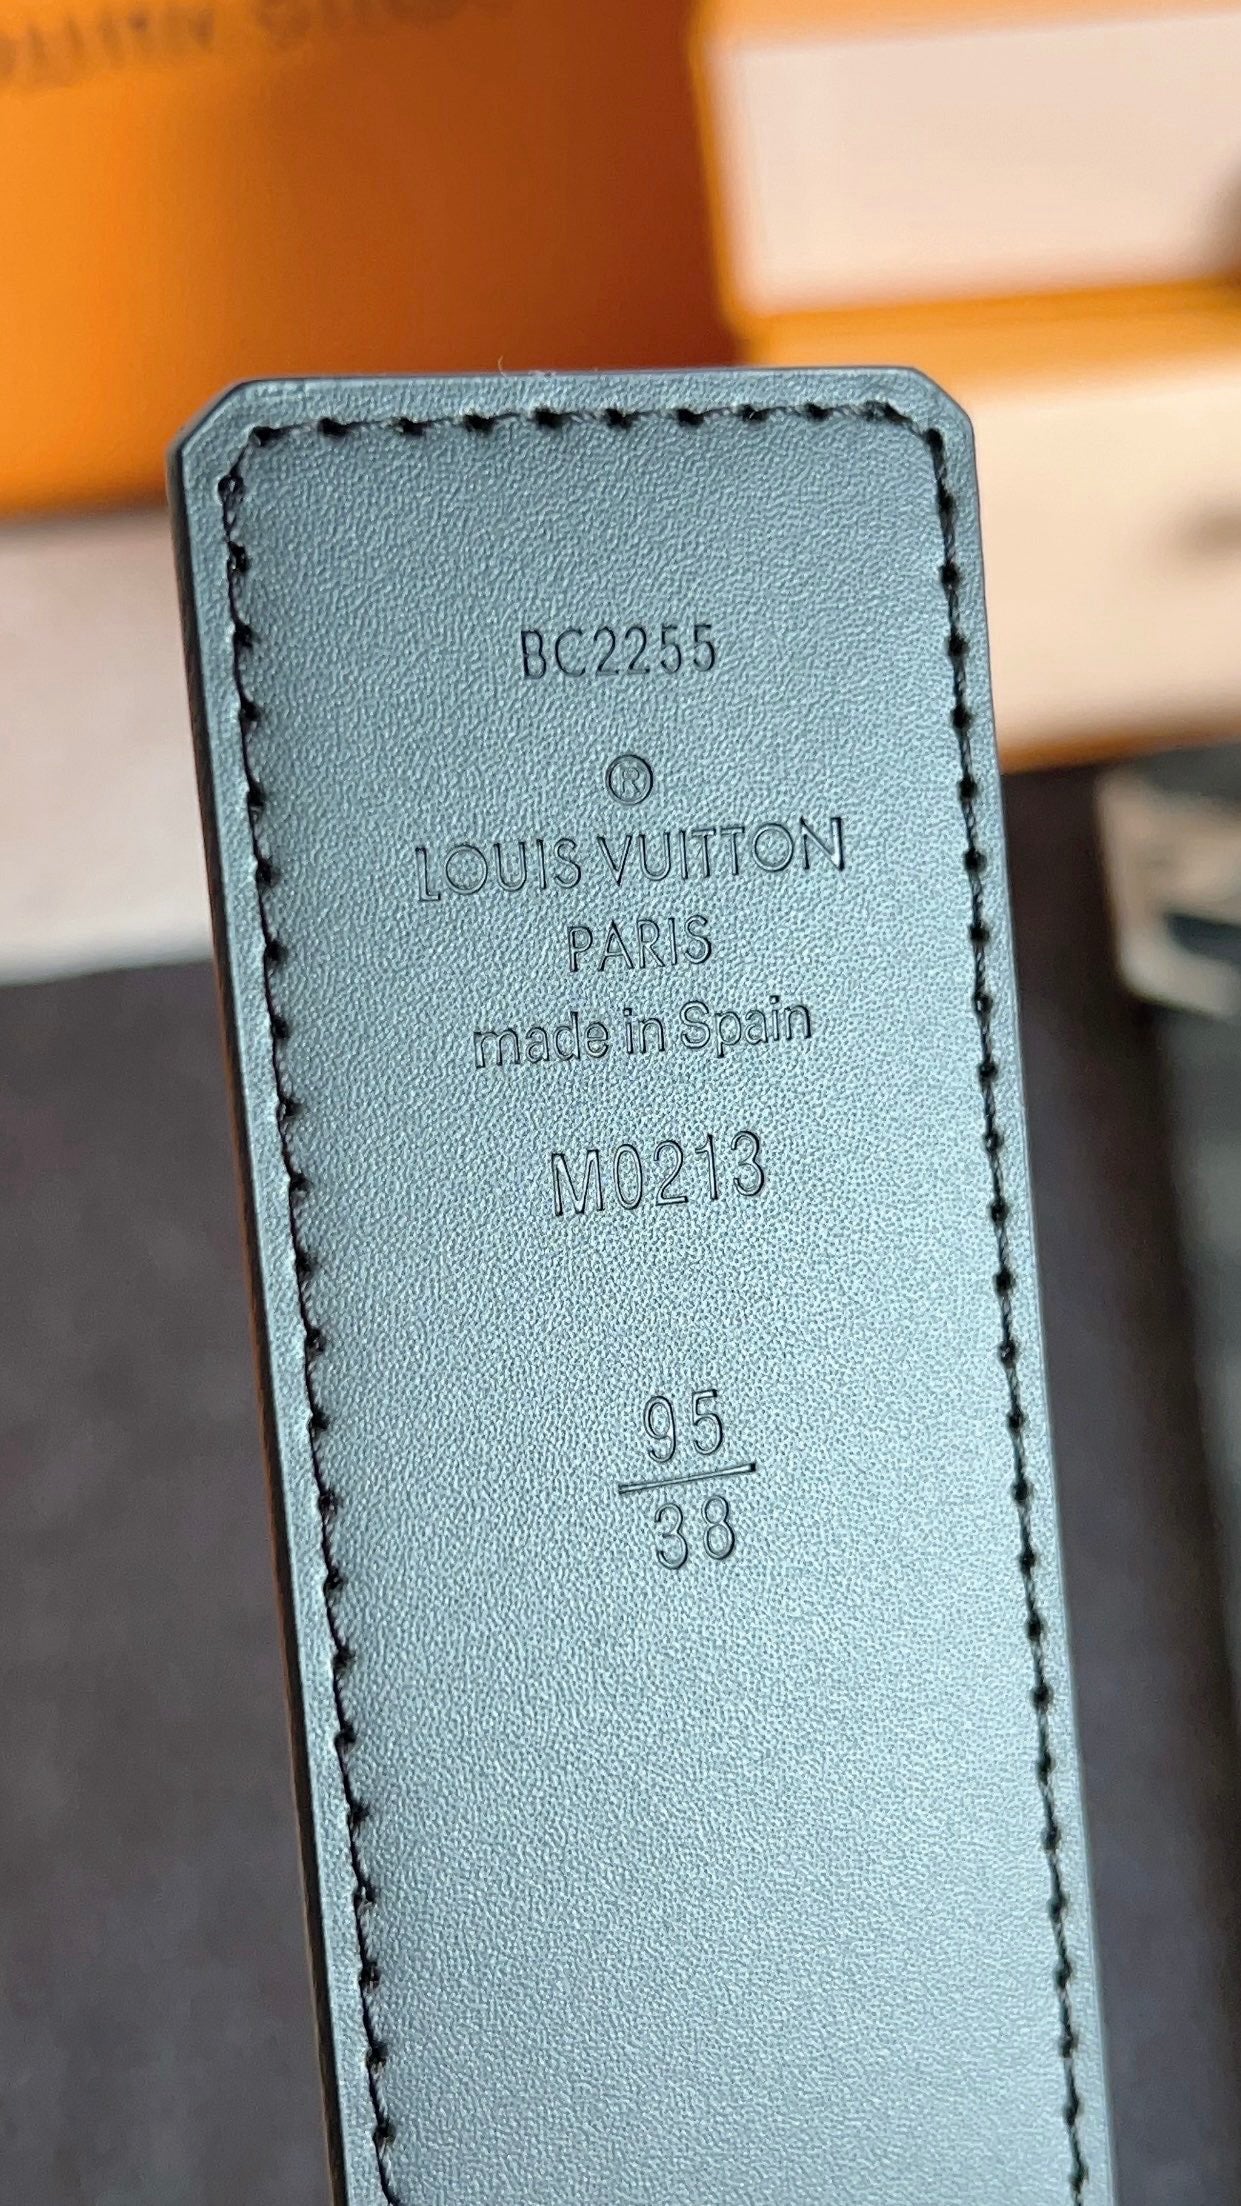 BC2255
®
LOUIS VUITTON
PARIS
made in Spain
M0213
95
38